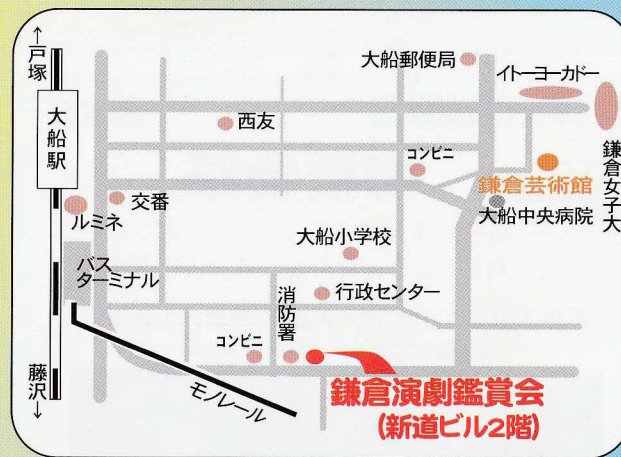 ↑
戸塚
大船駅
藤沢
↓
大船郵便局
イトーヨーカドー
西友
コンビニ
鎌倉芸術館
鎌倉女子大
大船中央病院
交番
ルミネ
大船小学校
バス
ターミナル
消防署
行政センター
コンビニ
モノレール
鎌倉演劇鑑賞会
(新道ビル2階)